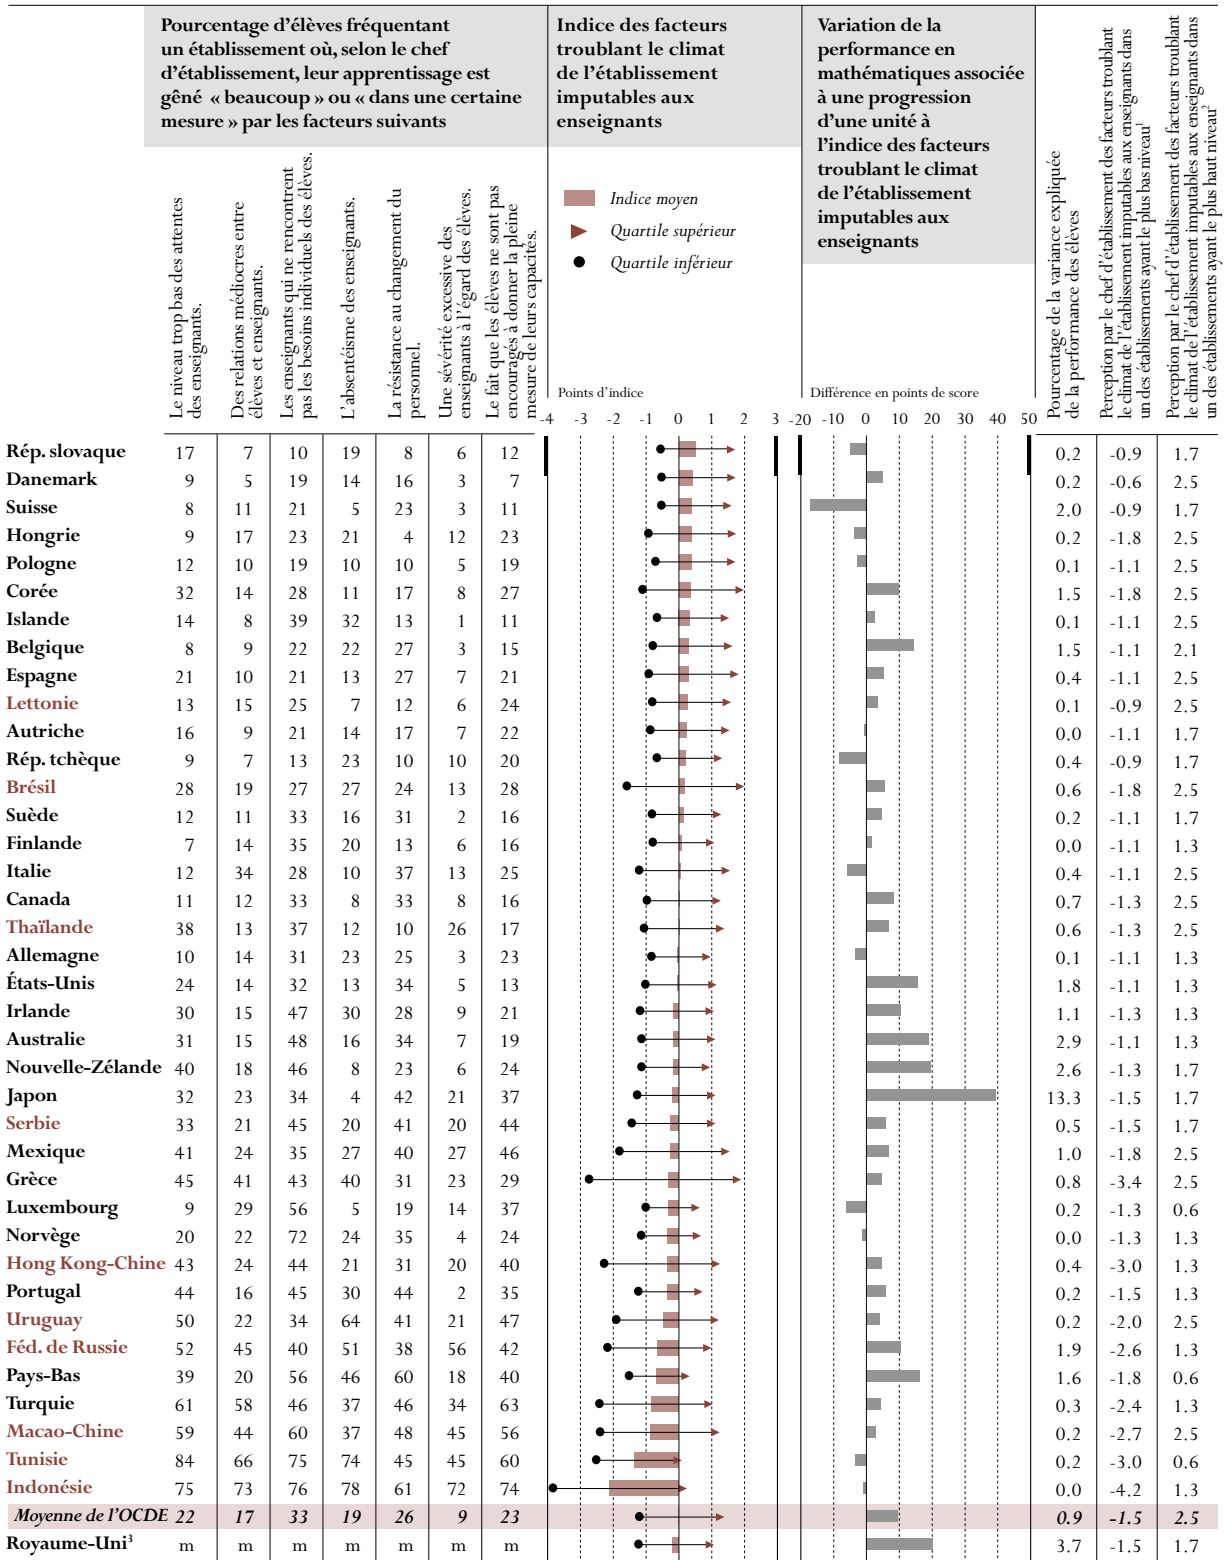 Pourcentage d'élèves fréquentant
un établissement où, selon le chef
d'établissement, leur apprentissage est
gêné « beaucoup » ou « dans une certaine
mesure » par les facteurs suivants
Indice des facteurs
troublant le climat
de l'établissement
imputables aux
enseignants
Variation de la
performance en
mathématiques associée
à une progression
d'une unité à
l'indice des facteurs
troublant le climat
de l'établissement
imputables aux
enseignants
Le niveau trop bas des attentes
des enseignants.
Des relations médiocres entre
élèves et enseignants.
Les enseignants qui ne rencontrent
pas les besoins individuels des élèves.
L'absentéisme des enseignants.
La résistance au changement du
personnel.
Une sévérité excessive des
enseignants à l'égard des élèves.
Le fait que les élèves ne sont pas
encouragés à donner la pleine
mesure de leurs capacités.
Indice moyen
Quartile supérieur
Quartile inférieur
Pourcentage de la variance expliquée
de la performance des élèves
Perception par le chef d'établissement des facteurs troublant
le climat de l'établissement imputables aux enseignants dans
un des établissements ayant le plus bas niveau1
Perception par le chef d'établissement des facteurs troublant
le climat de l'établissement imputables aux enseignants dans
un des établissements ayant le plus haut niveau2
Points d'indice
Différence en points de score
-4 -3 -2 -1 0 1 2 3 -20 -10 0 10 20 30 40 50
Rép. slovaque 17 7 10 19 8 6 12 0.2 -0.9 1.7
Danemark 9 5 19 14 16 3 7 0.2 -0.6 2.5
Suisse 8 11 21 5 23 3 11 2.0 -0.9 1.7
Hongrie 9 17 23 21 4 12 23 0.2 -1.8 2.5
Pologne 12 10 19 10 10 5 19 0.1 -1.1 2.5
Corée 32 14 28 11 17 8 27 1.5 -1.8 2.5
Islande 14 8 39 32 13 1 11 0.1 -1.1 2.5
Belgique 8 9 22 22 27 3 15 1.5 -1.1 2.1
Espagne 21 10 21 13 27 7 21 0.4 -1.1 2.5
Lettonie 13 15 25 7 12 6 24 0.1 -0.9 2.5
Autriche 16 9 21 14 17 7 22 0.0 -1.1 1.7
Rép. tchèque 9 7 13 23 10 10 20 0.4 -0.9 1.7
Brésil 28 19 27 27 24 13 28 0.6 -1.8 2.5
Suède 12 11 33 16 31 2 16 0.2 -1.1 1.7
Finlande 7 14 35 20 13 6 16 0.0 -1.1 1.3
Italie 12 34 28 10 37 13 25 0.4 -1.1 2.5
Canada 11 12 33 8 33 8 16 0.7 -1.3 2.5
Thaïlande 38 13 37 12 10 26 17 0.6 -1.3 2.5
Allemagne 10 14 31 23 25 3 23 0.1 -1.1 1.3
États-Unis 24 14 32 13 34 5 13 1.8 -1.1 1.3
Irlande 30 15 47 30 28 9 21 1.1 -1.3 1.3
Australie 31 15 48 16 34 7 19 2.9 -1.1 1.3
Nouvelle-Zélande 40 18 46 8 23 6 24 2.6 -1.3 1.7
Japon 32 23 34 4 42 21 37 13.3 -1.5 1.7
Serbie 33 21 45 20 41 20 44 0.5 -1.5 1.7
Mexique 41 24 35 27 40 27 46 1.0 -1.8 2.5
Grèce 45 41 43 40 31 23 29 0.8 -3.4 2.5
Luxembourg 9 29 56 5 19 14 37 0.2 -1.3 0.6
Norvège 20 22 72 24 35 4 24 0.0 -1.3 1.3
Hong Kong-Chine 43 24 44 21 31 20 40 0.4 -3.0 1.3
Portugal 44 16 45 30 44 2 35 0.2 -1.5 1.3
Uruguay 50 22 34 64 41 21 47 0.2 -2.0 2.5
Féd. de Russie 52 45 40 51 38 56 42 1.9 -2.6 1.3
Pays-Bas 39 20 56 46 60 18 40 1.6 -1.8 0.6
Turquie 61 58 46 37 46 34 63 0.3 -2.4 1.3
Macao-Chine 59 44 60 37 48 45 56 0.2 -2.7 2.5
Tunisie 84 66 75 74 45 45 60 0.2 -3.0 0.6
Indonésie 75 73 76 78 61 72 74 0.0 -4.2 1.3
Moyenne de l'OCDE 22 17 33 19 26 9 23 0.9 -1.5 2.5
Royaume-Uni3 m m m m m m m 3.7 -1.5 1.7